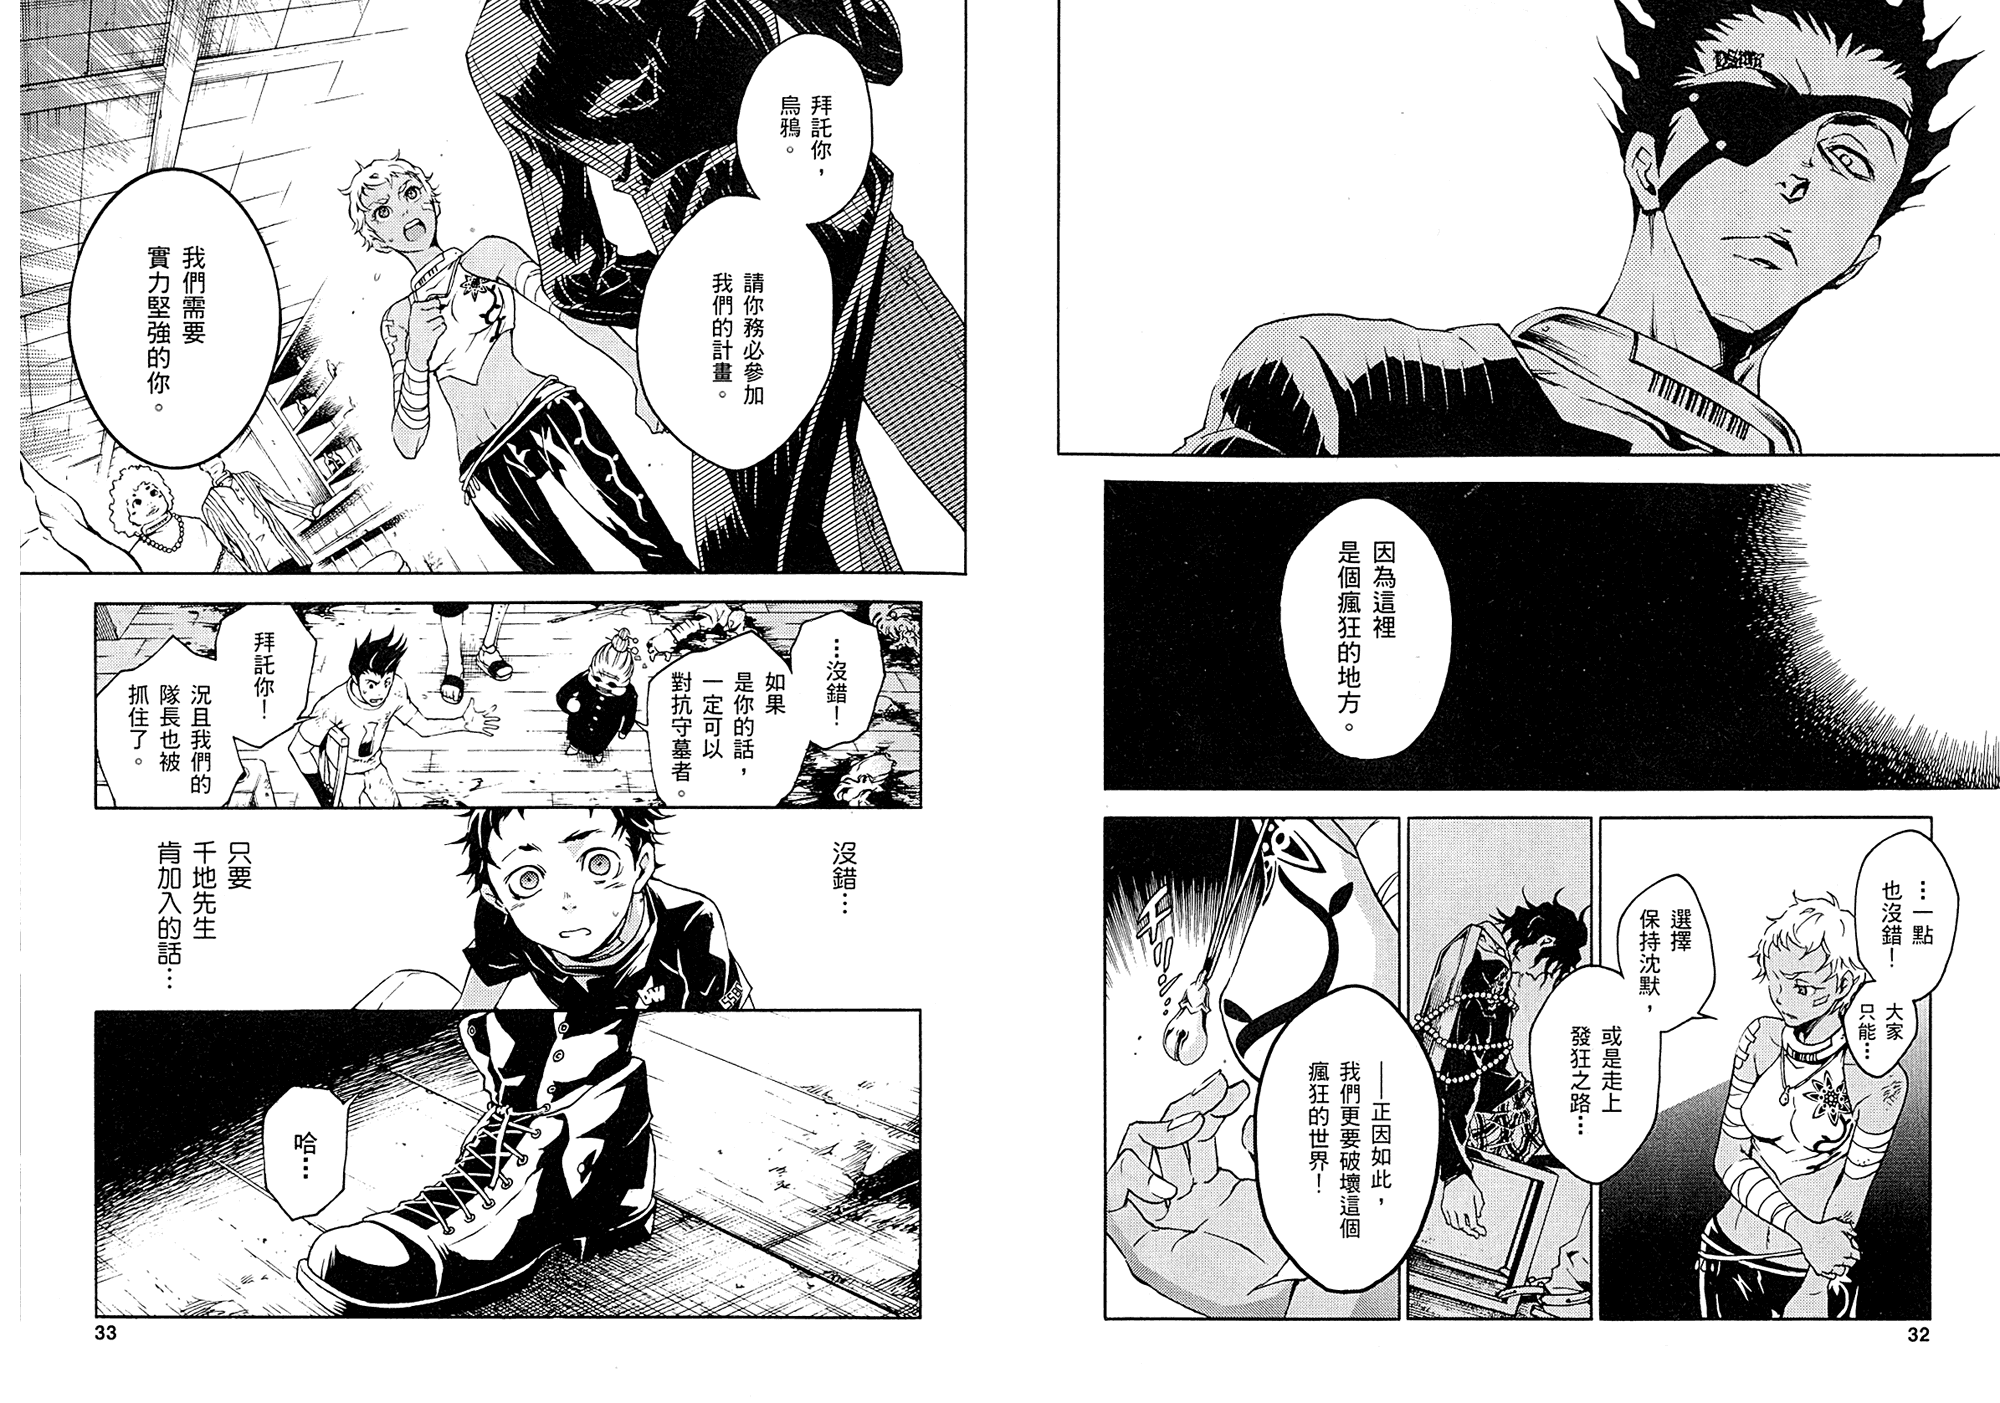 因為這裡
是個瘋狂的地方。
…一點
也沒錯！
大家
只能…
選擇
保持沈默，
或是走上
發狂之路…
キィン
——正因如此，
我們更要破壞這個
瘋狂的世界！
32
拜託你，
烏鴉。
請你務必參加
我們的計畫。
我們需要
實力堅強的你。
…沒錯！
如果
是你的話，
一定可以
對抗守墓者。
拜託你！
況且我們的
隊長也被
抓住了。
沒錯…
只要
千地先生
肯加入的話…
哈…
33